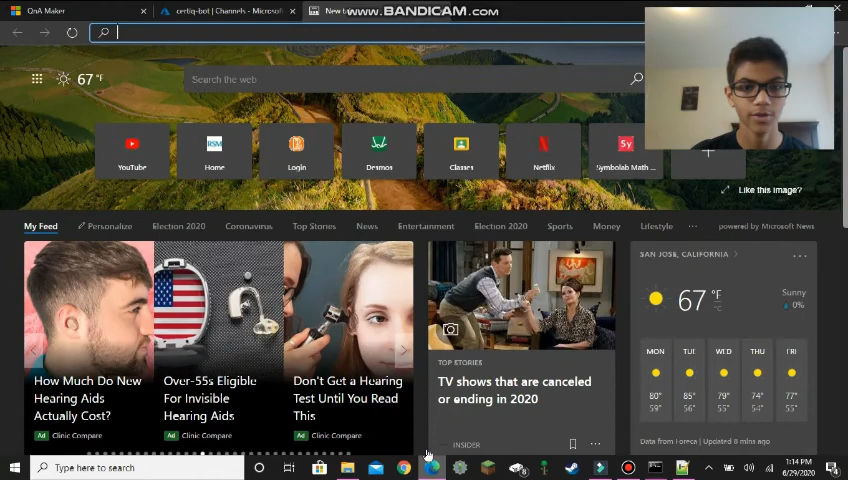 QnA Maker
certiq-bot | Channels - Microsoft
New t
www.BANDICAM.com
67 °F
Search the web
YouTube
Home
Login
Desmos
Classes
Netflix
Symbolab Math ...
Like this image?
My Feed
Personalize
Election 2020
Coronavirus
Top Stories
News
Entertainment
Election 2020
Sports
Money
Lifestyle
powered by Microsoft News
How Much Do New
Hearing Aids
Actually Cost?
Ad Clinic Compare
Over-55s Eligible
For Invisible
Hearing Aids
Ad Clinic Compare
Don't Get a Hearing
Test Until You Read
This
Ad Clinic Compare
TOP STORIES
TV shows that are canceled
or ending in 2020
INSIDER
SAN JOSE, CALIFORNIA
67 °F
°C
Sunny
0%
MON TUE WED THU FRI
80° 85° 79° 74° 77°
59° 56° 55° 54° 55°
Data from Foreca | Updated 8 mins ago
Type here to search
1:14 PM
6/29/2020